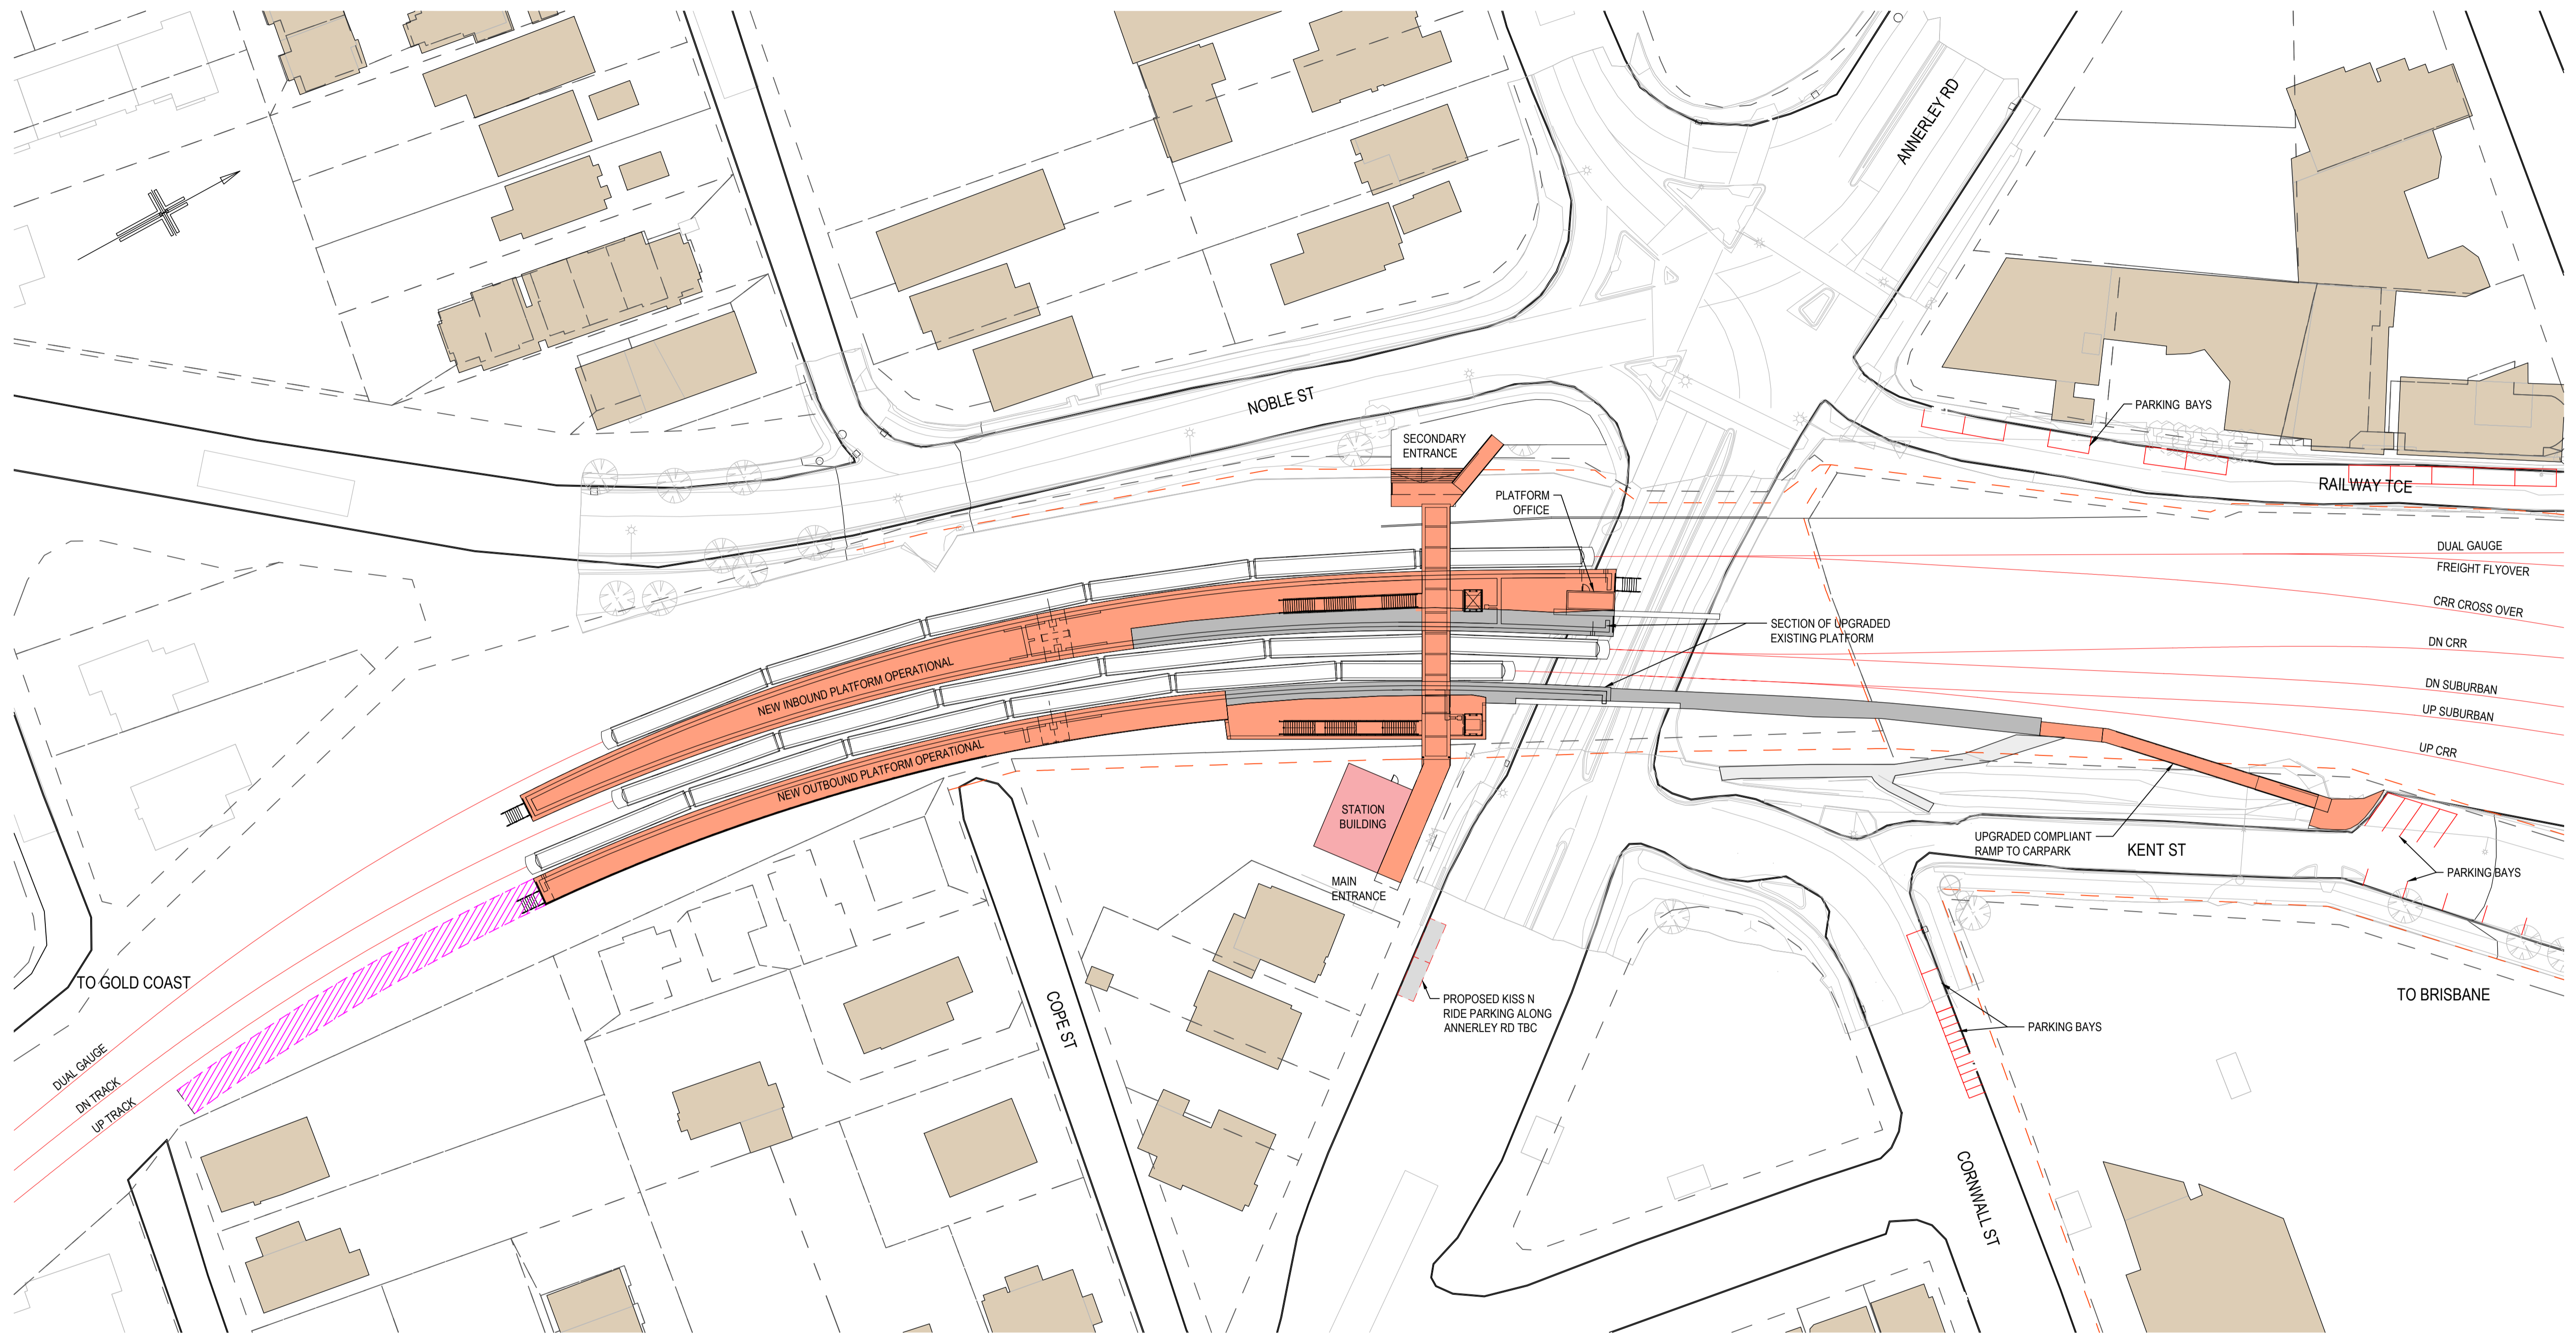 ANNERLEY RD
NOBLE ST
PARKING  BAYS
SECONDARY
ENTRANCE
RAILWAY TCE
PLATFORM
OFFICE
DUAL GAUGE
FREIGHT FLYOVER
CRR CROSS OVER
SECTION OF UPGRADED
EXISTING PLATFORM
DN CRR
NEW INBOUND PLATFORM OPERATIONAL
DN SUBURBAN
UP SUBURBAN
UP CRR
NEW OUTBOUND PLATFORM OPERATIONAL
STATION
BUILDING
UPGRADED COMPLIANT
RAMP TO CARPARK
KENT ST
PARKING BAYS
MAIN
ENTRANCE
TO GOLD COAST
TO BRISBANE
PROPOSED KISS N
RIDE PARKING ALONG
ANNERLEY RD TBC
COPE ST
PARKING BAYS
DUAL GAUGE
DN TRACK
UP TRACK
CORNWALL ST